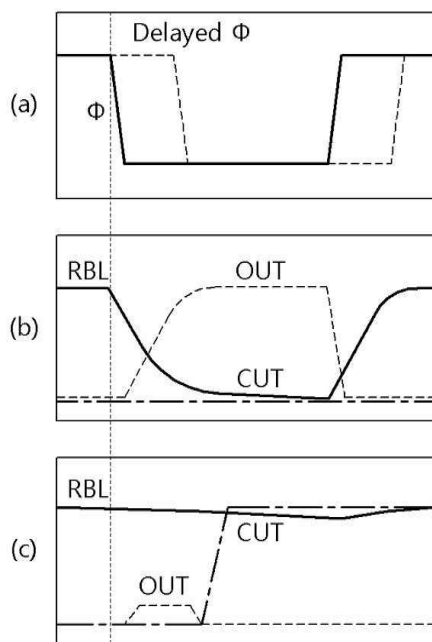 Delayed Φ
(a)
Φ
RBL
OUT
(b)
CUT
RBL
CUT
(c)
OUT